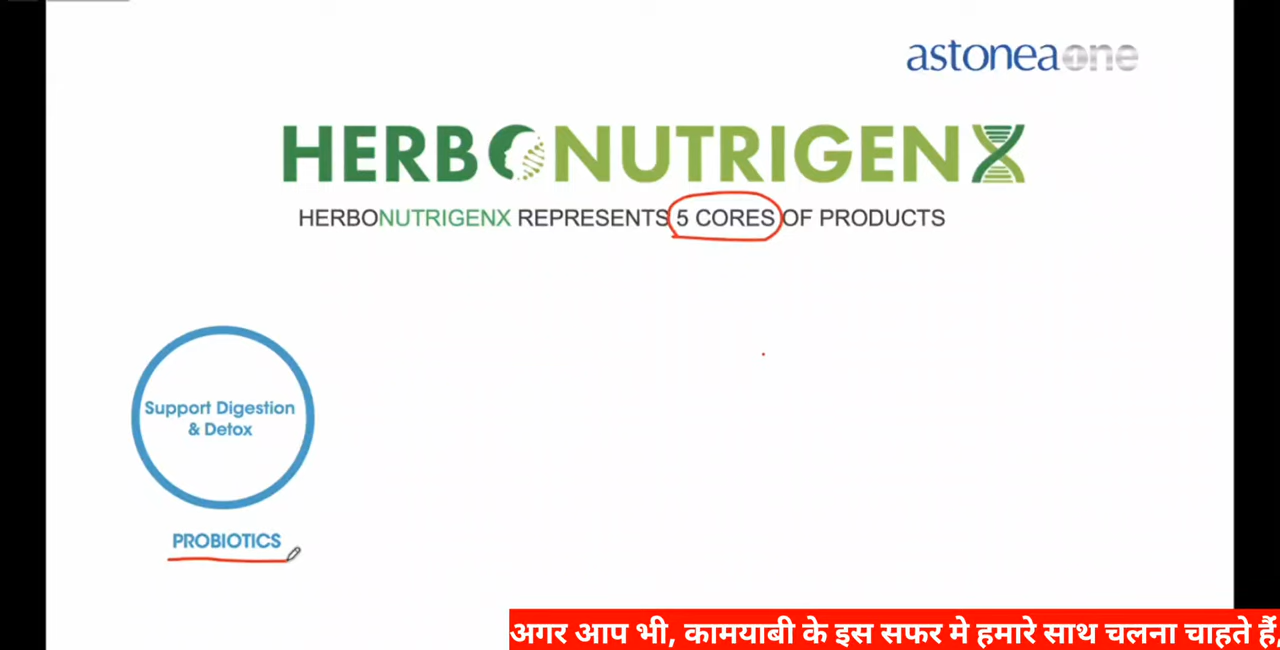 astoneaone
HERBONUTRIGENX
HERBONUTRIGENX REPRESENTS 5 CORES OF PRODUCTS
Support Digestion
& Detox
PROBIOTICS
अगर आप भी, कामयाबी के इस सफर मे हमारे साथ चलना चाहते हैं,